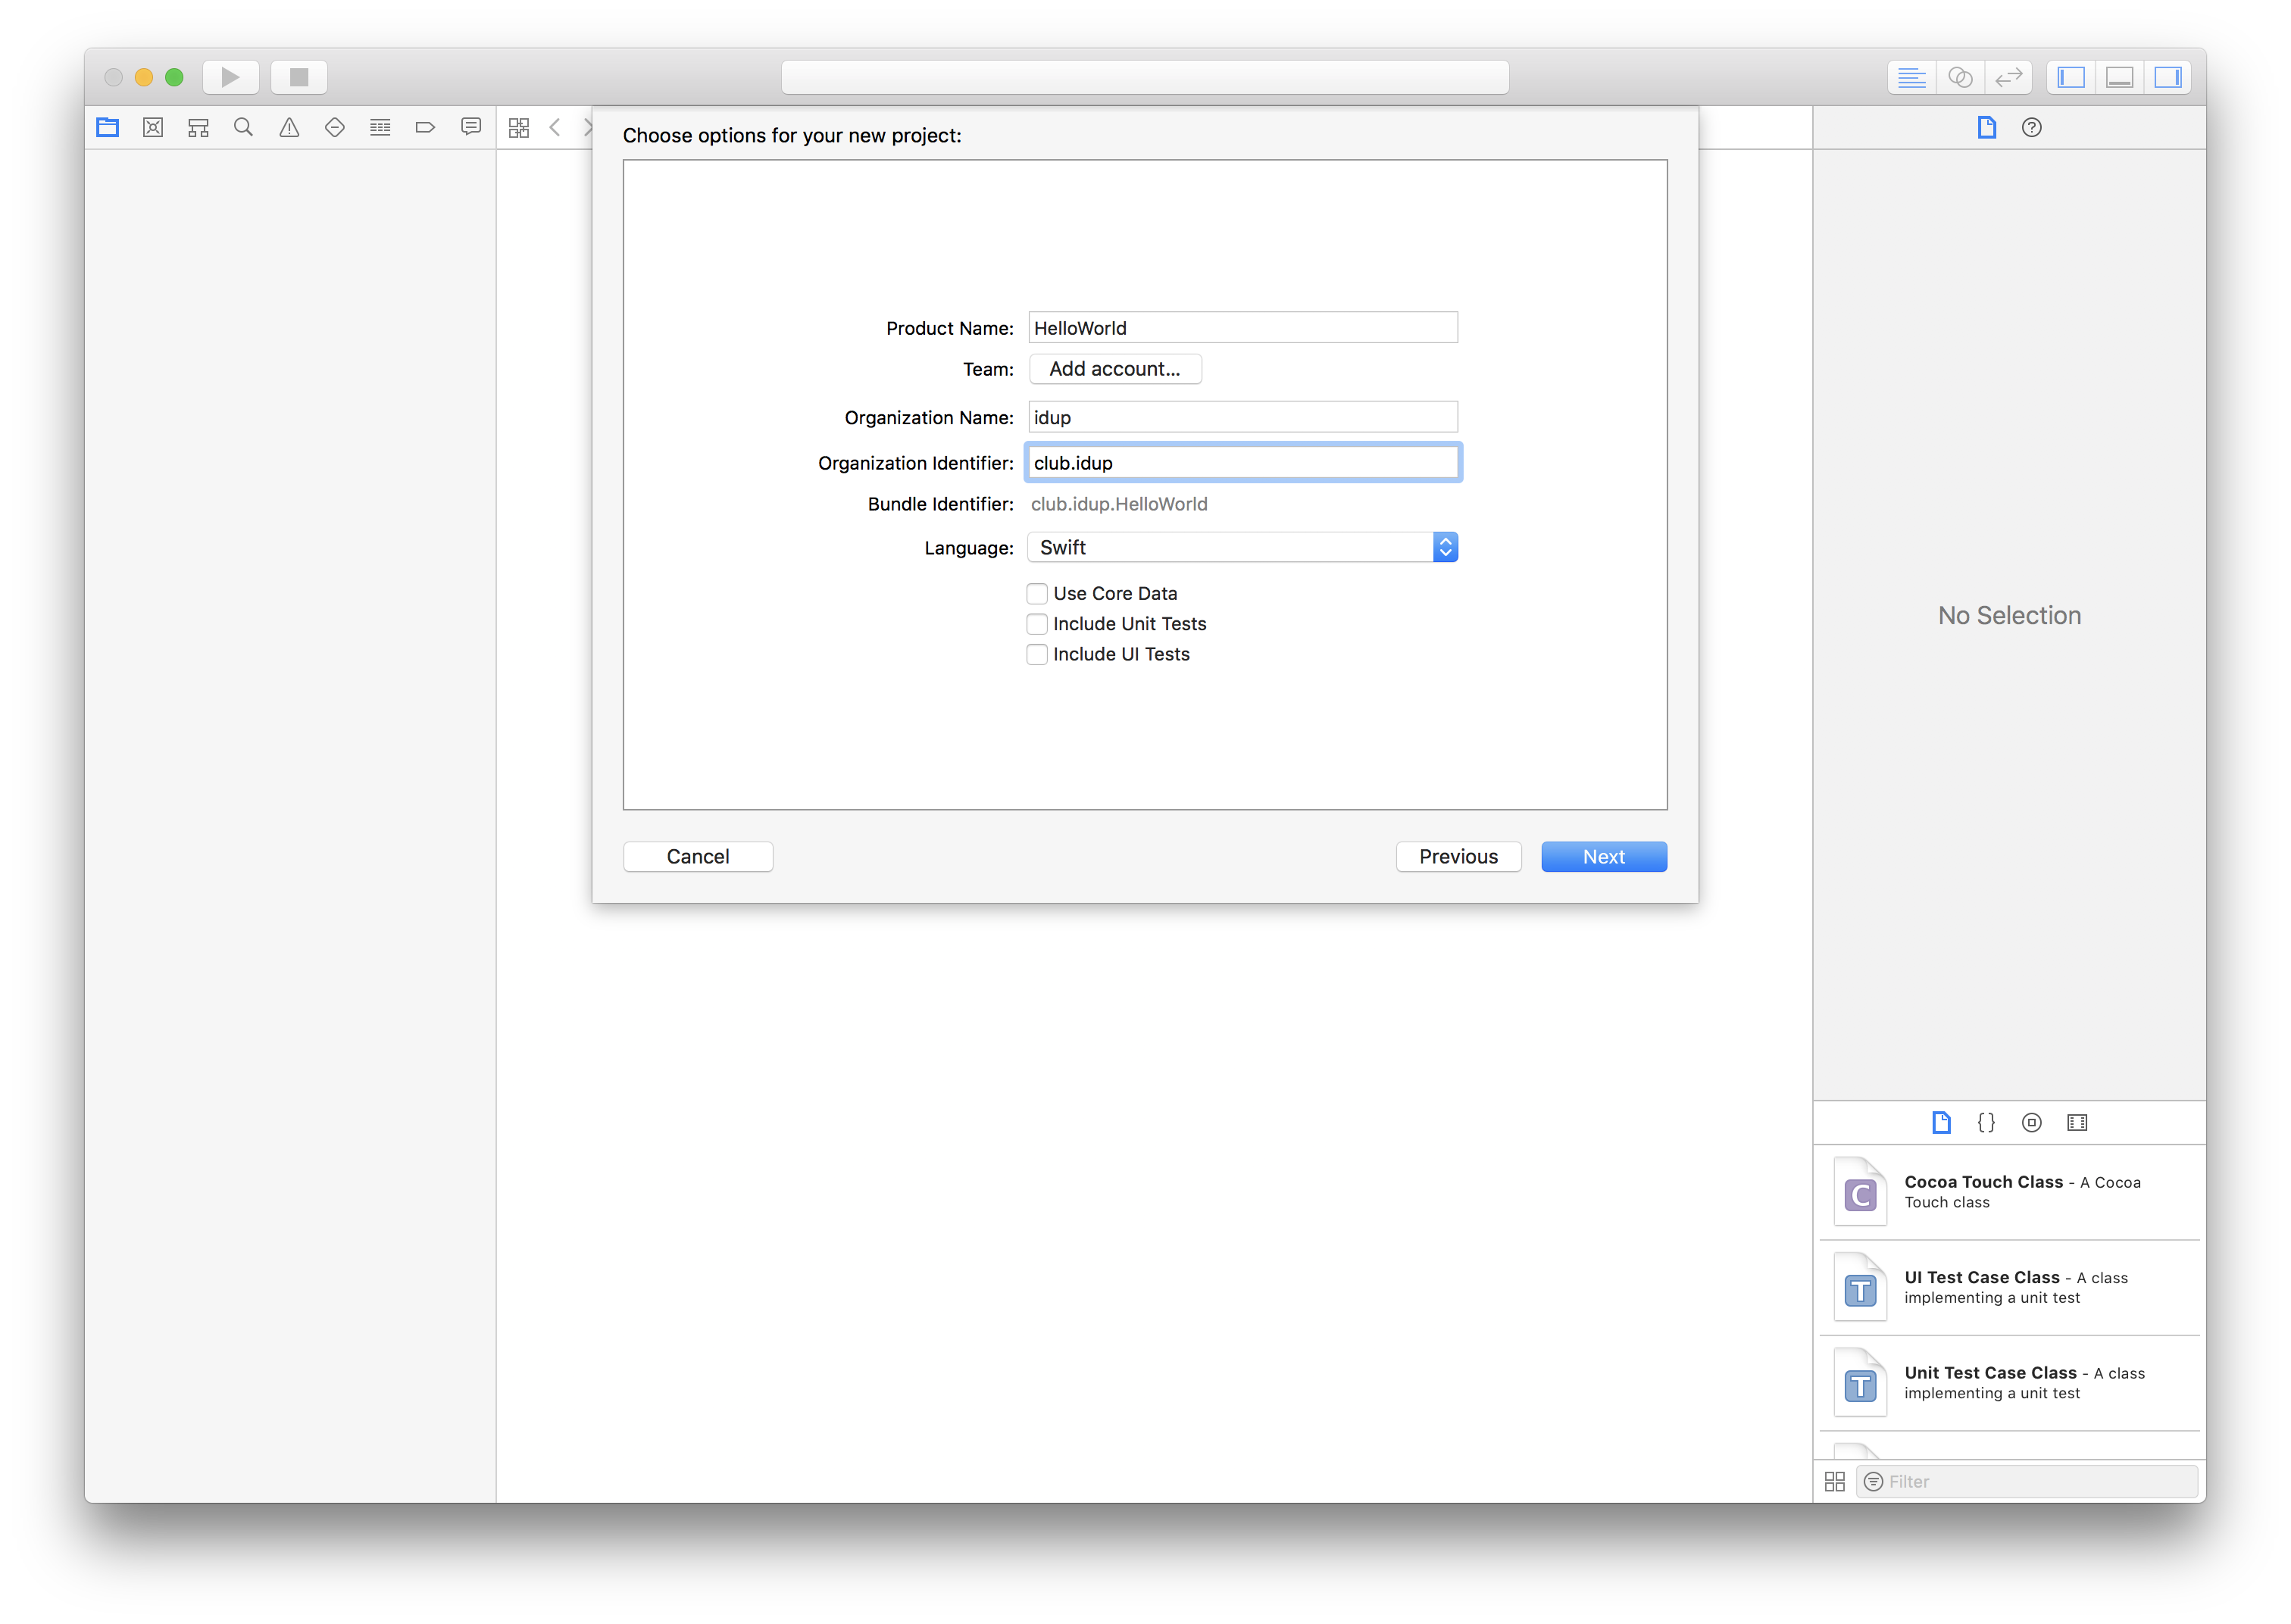 Choose options for your new project:
Product Name: HelloWorld
Team: Add account...
Organization Name: idup
Organization Identifier: club.idup
Bundle Identifier: club.idup.HelloWorld
Language: Swift
Use Core Data
Include Unit Tests
Include UI Tests
Cancel
Previous
Next
No Selection
{}
C
Cocoa Touch Class - A Cocoa
Touch class
T
UI Test Case Class - A class
implementing a unit test
T
Unit Test Case Class - A class
implementing a unit test
Filter